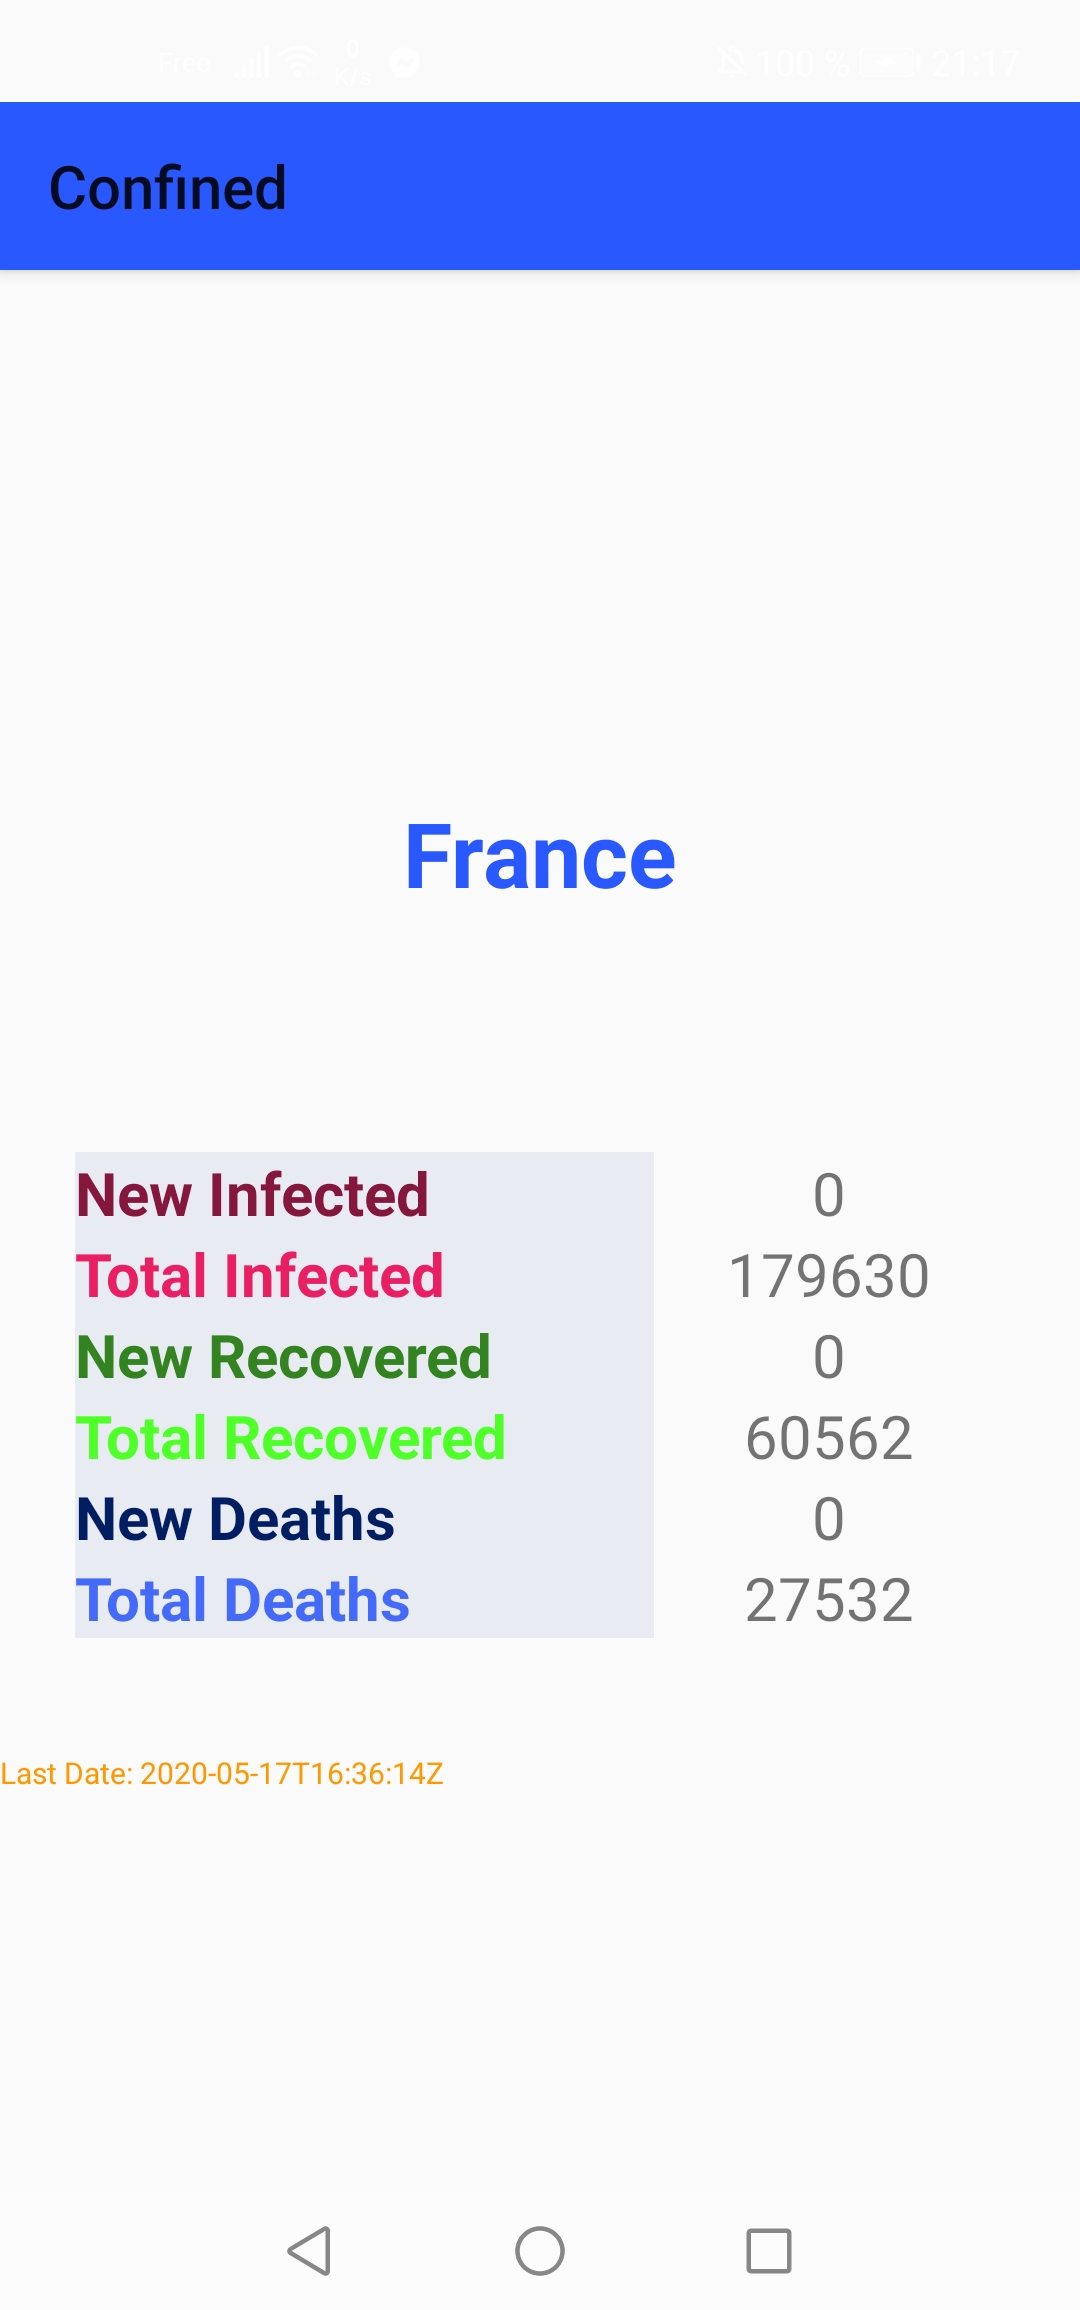 Free 0 K/s 100 % 21:17
Confined
France
New Infected 0
Total Infected 179630
New Recovered 0
Total Recovered 60562
New Deaths 0
Total Deaths 27532
Last Date: 2020-05-17T16:36:14Z